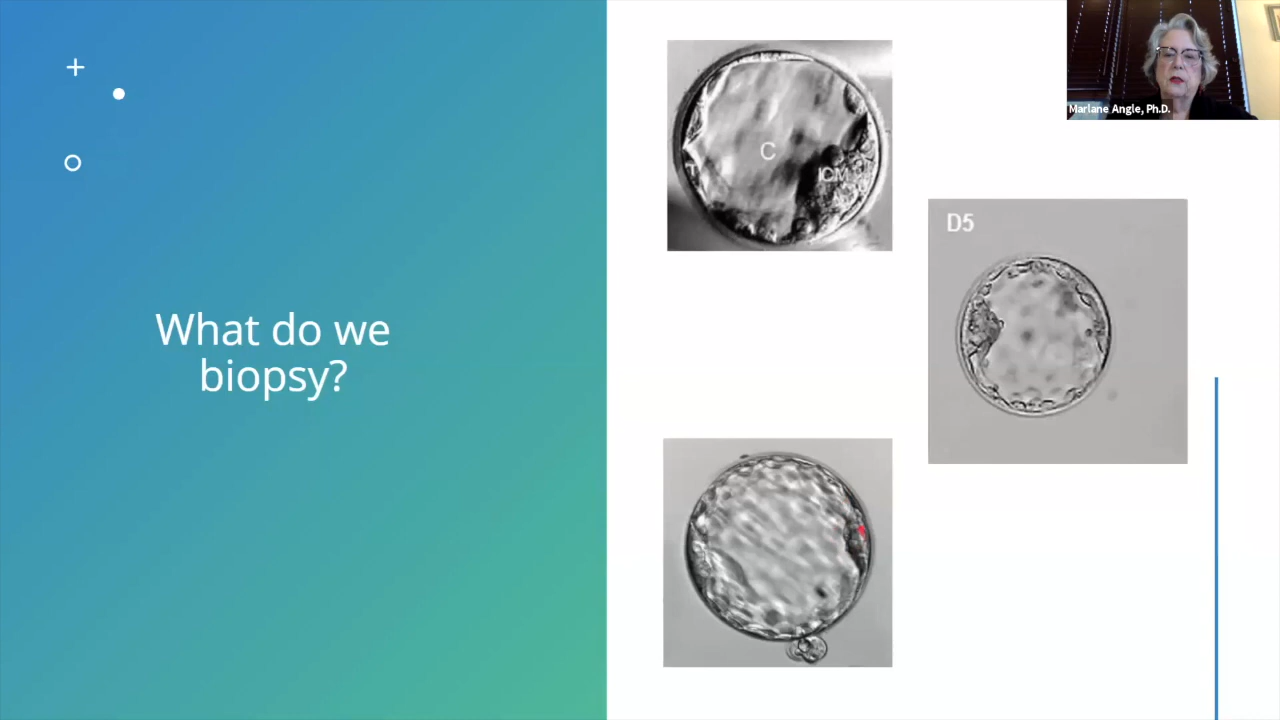 What do we
biopsy?
C
ICM
D5
Marlane Angle, Ph.D.